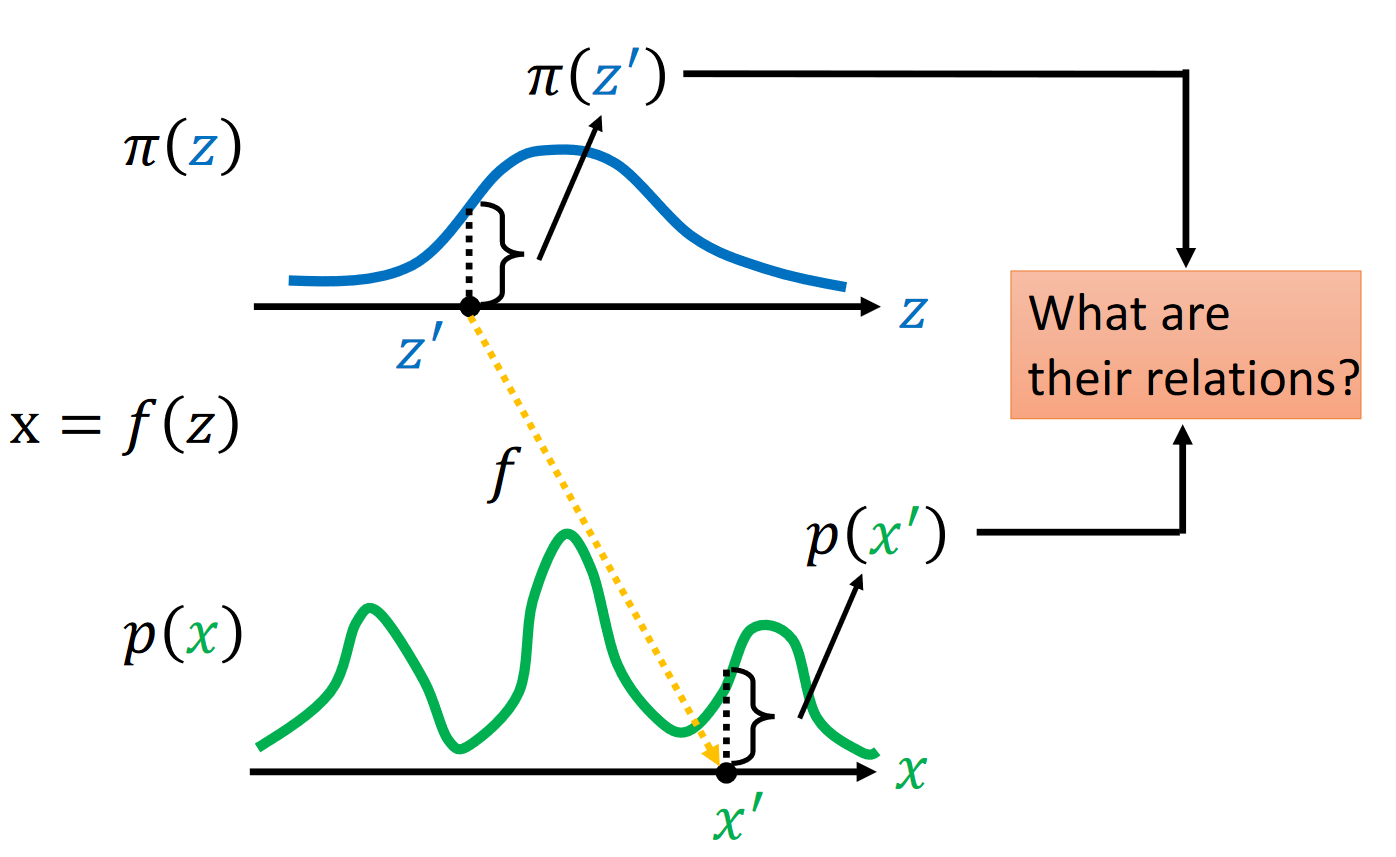 π(z′)
π(z)
z
z′
What are
their relations?
x = f(z)
f
p(x′)
p(x)
x
x′